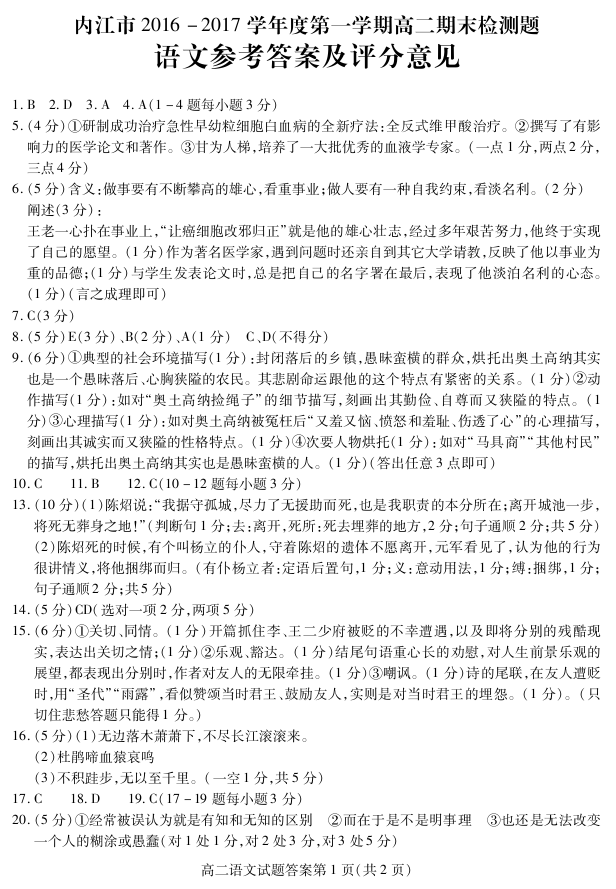 内江市 2016 -2017 学年度第一学期高二期末检测题
语文参考答案及评分意见
1. B 2. D 3. A 4. A(1-4 题每小题 3 分)
5. (4 分)①研制成功治疗急性早幼粒细胞白血病的全新疗法:全反式维甲酸治疗。②撰写了有影
响力的医学论文和著作。③甘为人梯,培养了一大批优秀的血液学专家。(一点 1 分,两点 2 分,
三点 4 分)
6. (5 分)含义:做事要有不断攀高的雄心,看重事业;做人要有一种自我约束,看淡名利。(2 分)
阐述(3 分):
王老一心扑在事业上,“让癌细胞改邪归正”就是他的雄心壮志,经过多年艰苦努力,他终于实现
了自己的愿望。(1 分)作为著名医学家,遇到问题时还亲自到其它大学请教,反映了他以事业为
重的品德;(1 分)与学生发表论文时,总是把自己的名字署在最后,表现了他淡泊名利的心态。
(1 分)(言之成理即可)
7. C(3 分)
8. (5 分)E(3 分)、B(2 分)、A(1 分) C、D(不得分)
9. (6 分)①典型的社会环境描写(1 分):封闭落后的乡镇,愚昧蛮横的群众,烘托出奥土高纳其实
也是一个愚昧落后、心胸狭隘的农民。其悲剧命运跟他的这个特点有紧密的关系。(1 分)②动
作描写(1 分):如对“奥土高纳捡绳子”的细节描写,刻画出其勤俭、自尊而又狭隘的特点。(1
分)③心理描写(1 分):如对奥土高纳被冤枉后“又羞又恼、愤怒和羞耻、伤透了心”的心理描写,
刻画出其诚实而又狭隘的性格特点。(1 分)④次要人物烘托(1 分):如对“马具商”“其他村民”
的描写,烘托出奥土高纳其实也是愚昧蛮横的人。(1 分)(答出任意 3 点即可)
10. C 11. B 12. C(10-12 题每小题 3 分)
13. (10 分)(1)陈炤说:“我据守孤城,尽力了无援助而死,也是我职责的本分所在;离开城池一步,
将死无葬身之地!”(判断句 1 分;去:离开,死所:死去埋葬的地方,2 分;句子通顺 2 分;共 5 分)
(2)陈炤死的时候,有个叫杨立的仆人,守着陈炤的遗体不愿离开,元军看见了,认为他的行为
很讲情义,将他捆绑而归。(有仆杨立者:定语后置句,1 分;义:意动用法,1 分;缚:捆绑,1 分;
句子通顺 2 分;共 5 分)
14. (5 分)CD(选对一项 2 分,两项 5 分)
15. (6 分)①关切、同情。(1 分)开篇抓住李、王二少府被贬的不幸遭遇,以及即将分别的残酷现
实,表达出关切之情;(1 分)②乐观、豁达。(1 分)结尾句语重心长的劝慰,对人生前景乐观的
展望,都表现出分别时,作者对友人的无限牵挂。(1 分)③嘲讽。(1 分)诗的尾联,在友人遭贬
时,用“圣代”“雨露”,看似赞颂当时君王、鼓励友人,实则是对当时君王的埋怨。(1 分)。(只
切住悲愁答题只能得 1 分。)
16. (5 分)(1)无边落木萧萧下,不尽长江滚滚来。
(2)杜鹃啼血猿哀鸣
(3)不积跬步,无以至千里。(一空 1 分,共 5 分)
17. C 18. D 19. C(17-19 题每小题 3 分)
20. (5 分)①经常被误认为就是有知和无知的区别 ②而在于是不是明事理 ③也还是无法改变
一个人的糊涂或愚蠢(对 1 处 1 分,对 2 处 3 分,对 3 处 5 分)
高二语文试题答案第 1 页(共 2 页)